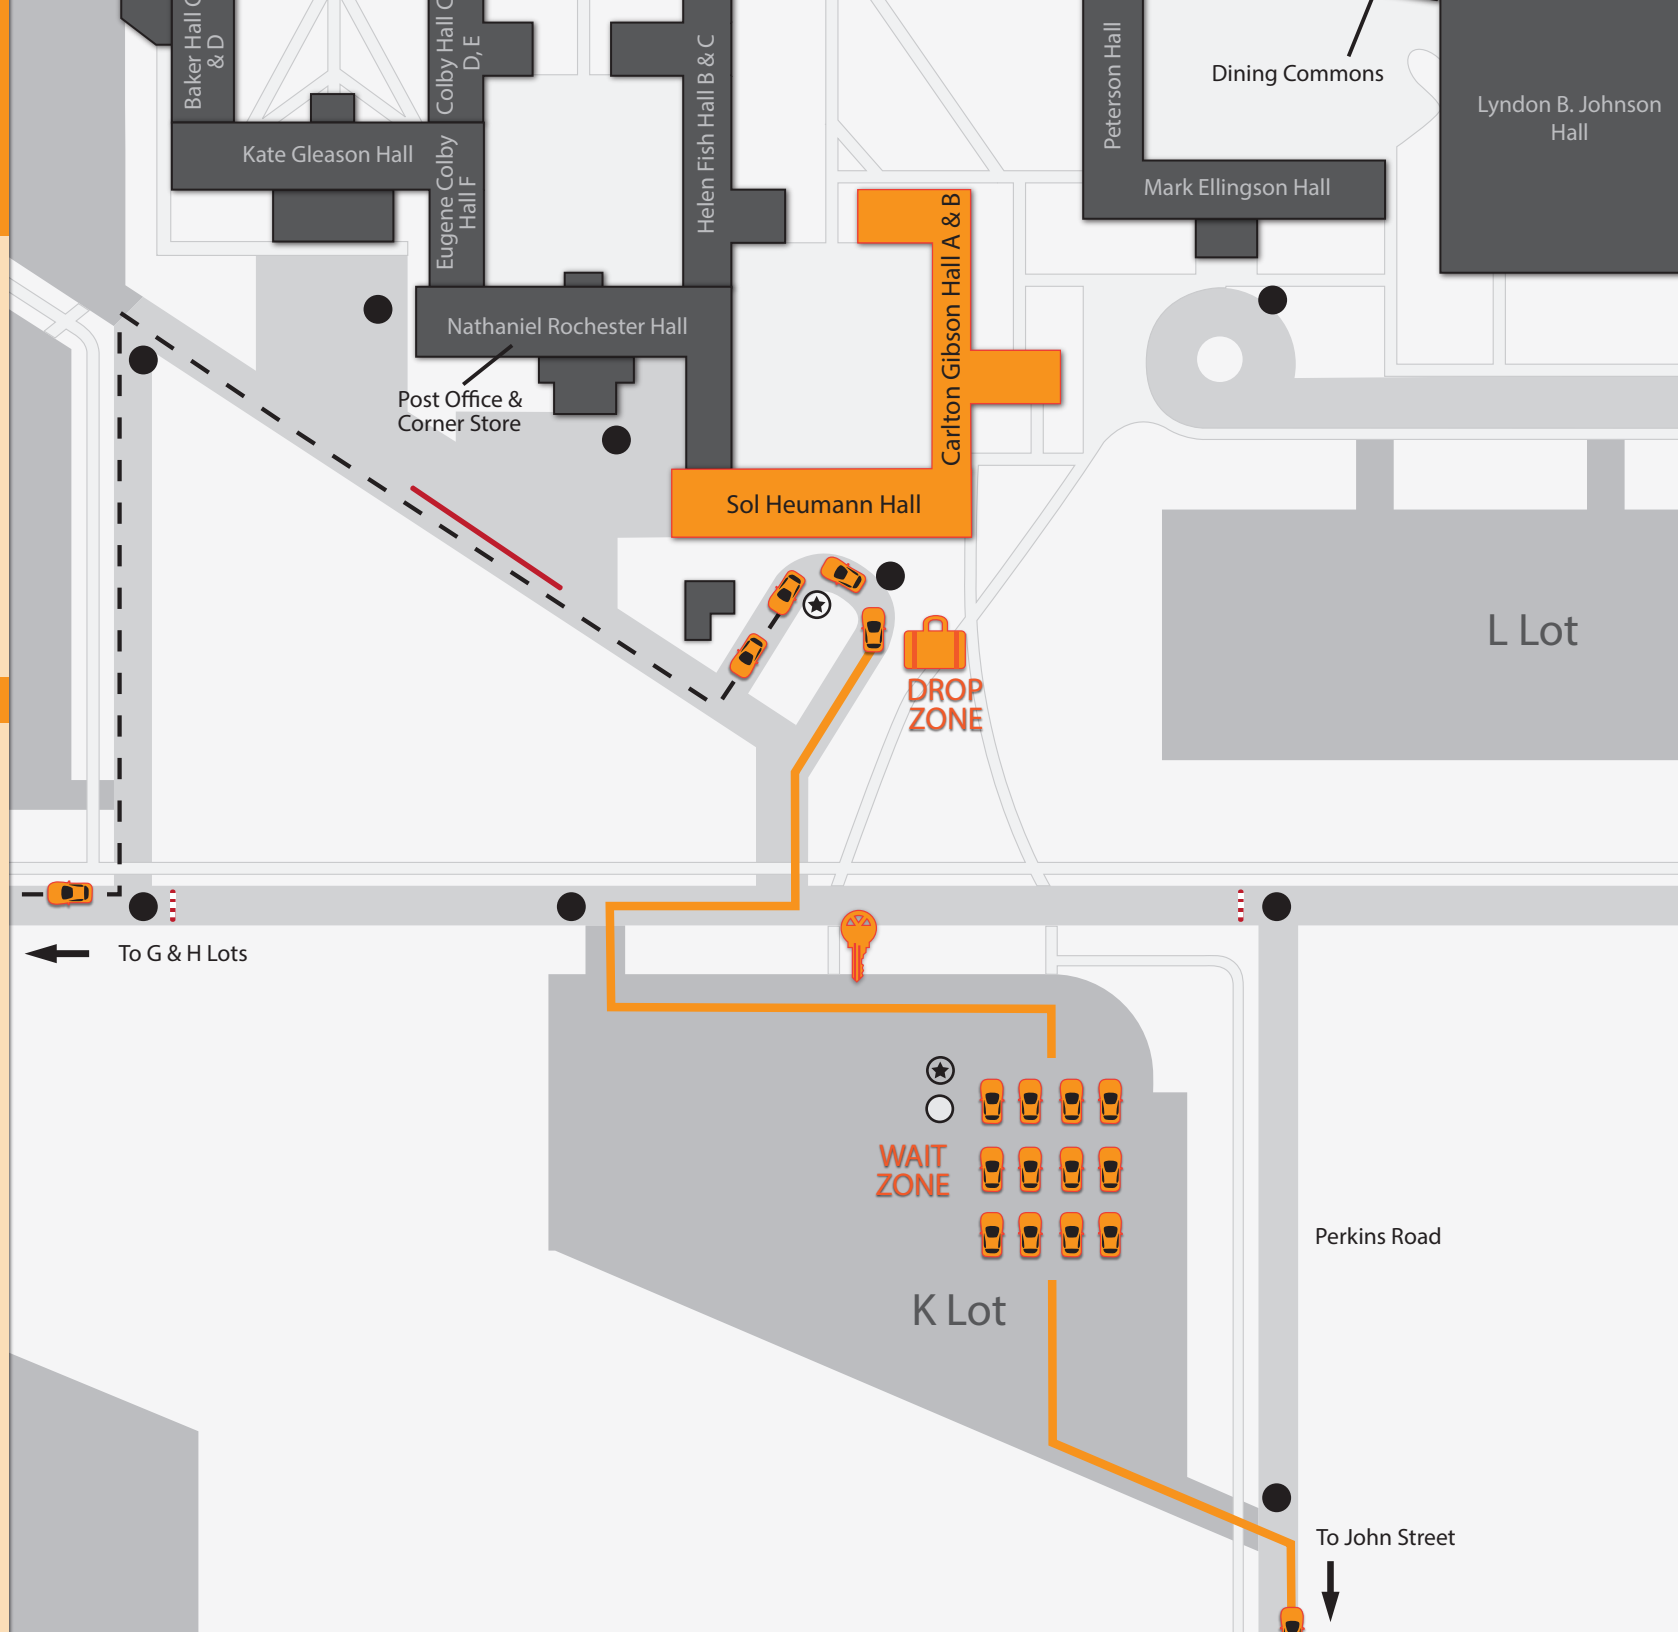 Baker Hall C
& D
Colby Hall C
D, E
Helen Fish Hall B & C
Peterson Hall
Dining Commons
Lyndon B. Johnson
Hall
Kate Gleason Hall
Eugene Colby
Hall F
Mark Ellingson Hall
Carlton Gibson Hall A & B
Nathaniel Rochester Hall
Post Office &
Corner Store
Sol Heumann Hall
L Lot
DROP
ZONE
To G & H Lots
WAIT
ZONE
Perkins Road
K Lot
To John Street